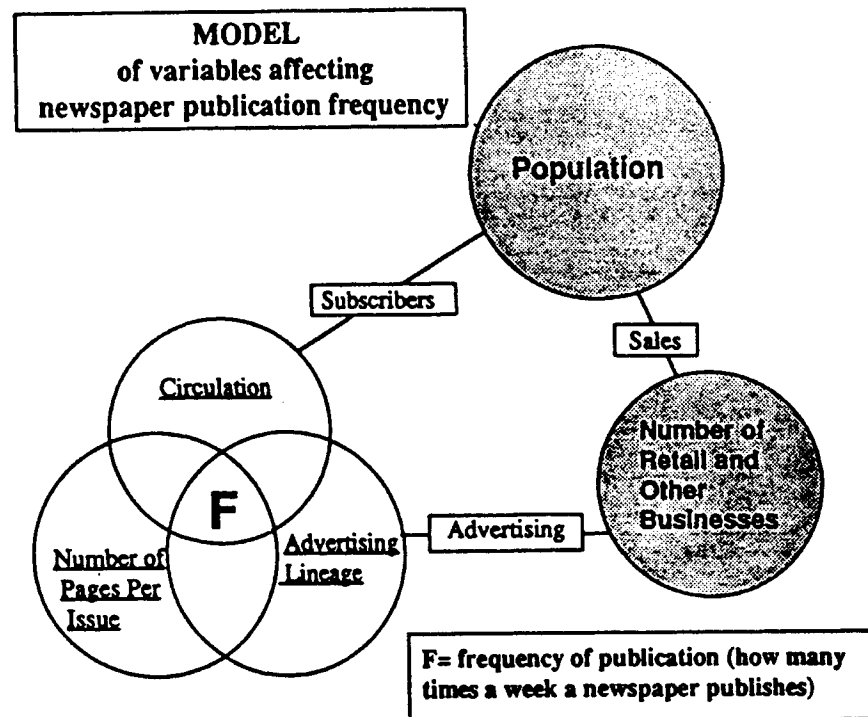 MODEL
of variables affecting
newspaper publication frequency
Population
Subscribers
Sales
Circulation
Number of
Retail and
Other
Businesses
F
Advertising
Number of
Pages Per
Issue
Advertising
Lineage
F= frequency of publication (how many
times a week a newspaper publishes)